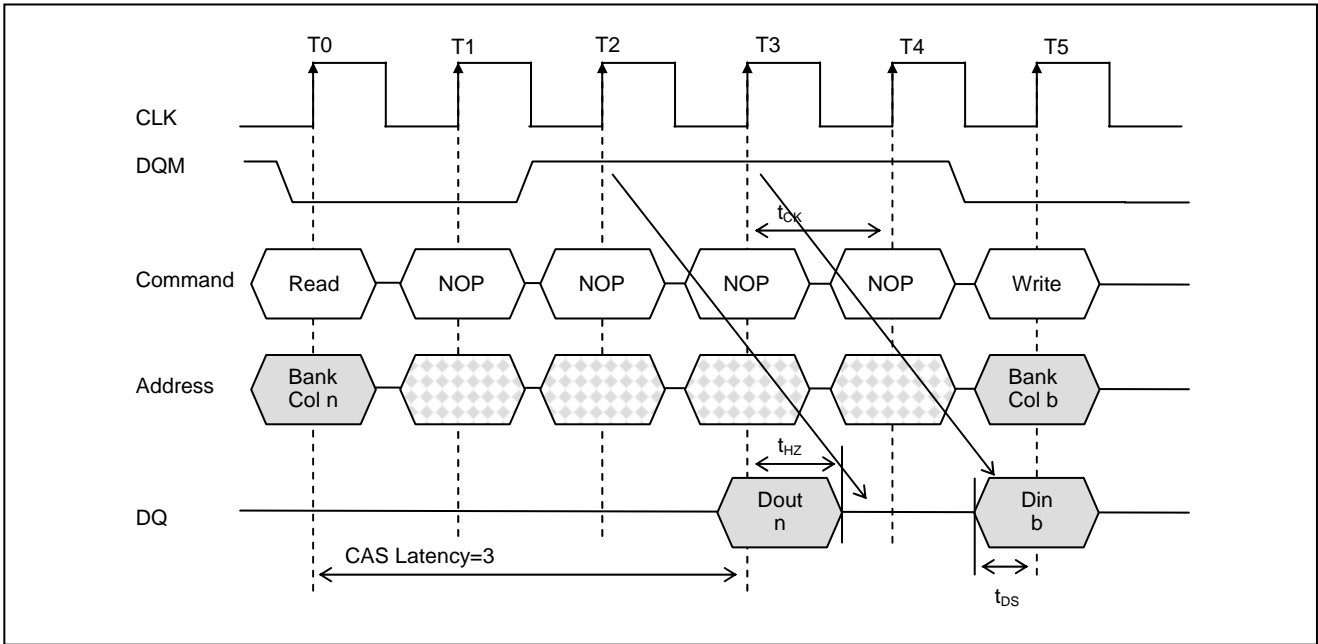 T0 T1 T2 T3 T4 T5
CLK
DQM
tCK
Command Read NOP NOP NOP NOP Write
Address Bank Col n Bank Col b
tHZ
DQ Dout n Din b
CAS Latency=3
tDS